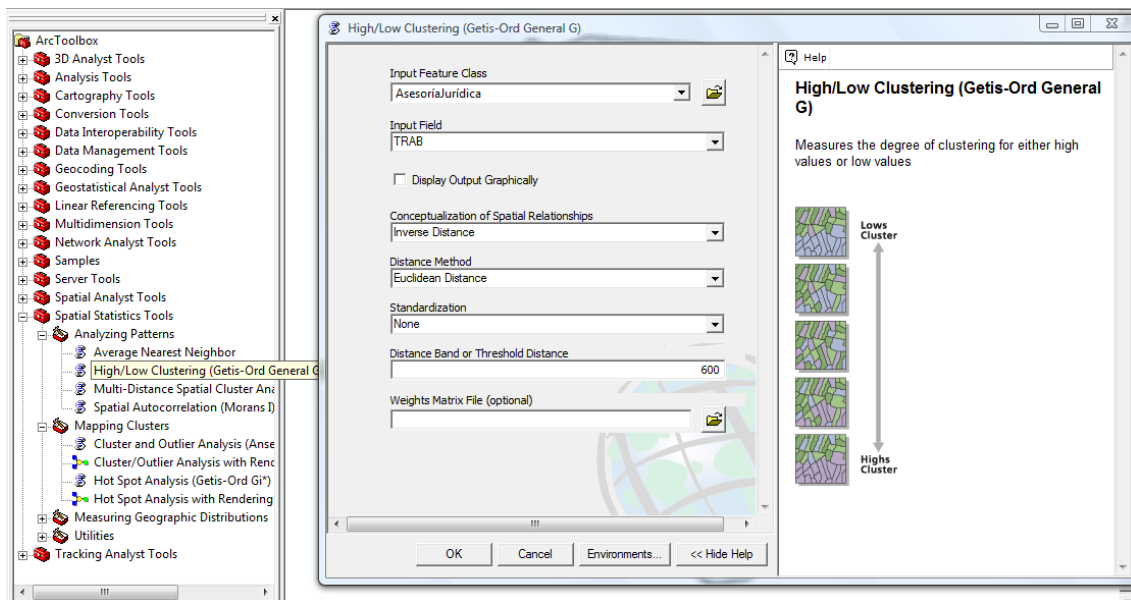 ArcToolbox
3D Analyst Tools
Analysis Tools
Cartography Tools
Conversion Tools
Data Interoperability Tools
Data Management Tools
Geocoding Tools
Geostatistical Analyst Tools
Linear Referencing Tools
Multidimension Tools
Network Analyst Tools
Samples
Server Tools
Spatial Analyst Tools
Spatial Statistics Tools
Analyzing Patterns
Average Nearest Neighbor
High/Low Clustering (Getis-Ord General G
Multi-Distance Spatial Cluster Ana
Spatial Autocorrelation (Morans I)
Mapping Clusters
Cluster and Outlier Analysis (Anse
Cluster/Outlier Analysis with Renc
Hot Spot Analysis (Getis-Ord Gi*)
Hot Spot Analysis with Rendering
Measuring Geographic Distributions
Utilities
Tracking Analyst Tools
High/Low Clustering (Getis-Ord General G)
Input Feature Class
AsesoríaJurídica
Input Field
TRAB
Display Output Graphically
Conceptualization of Spatial Relationships
Inverse Distance
Distance Method
Euclidean Distance
Standardization
None
Distance Band or Threshold Distance
600
Weights Matrix File (optional)
OK Cancel Environments... << Hide Help
Help
High/Low Clustering (Getis-Ord General
G)
Measures the degree of clustering for either high
values or low values
Lows
Cluster
Highs
Cluster